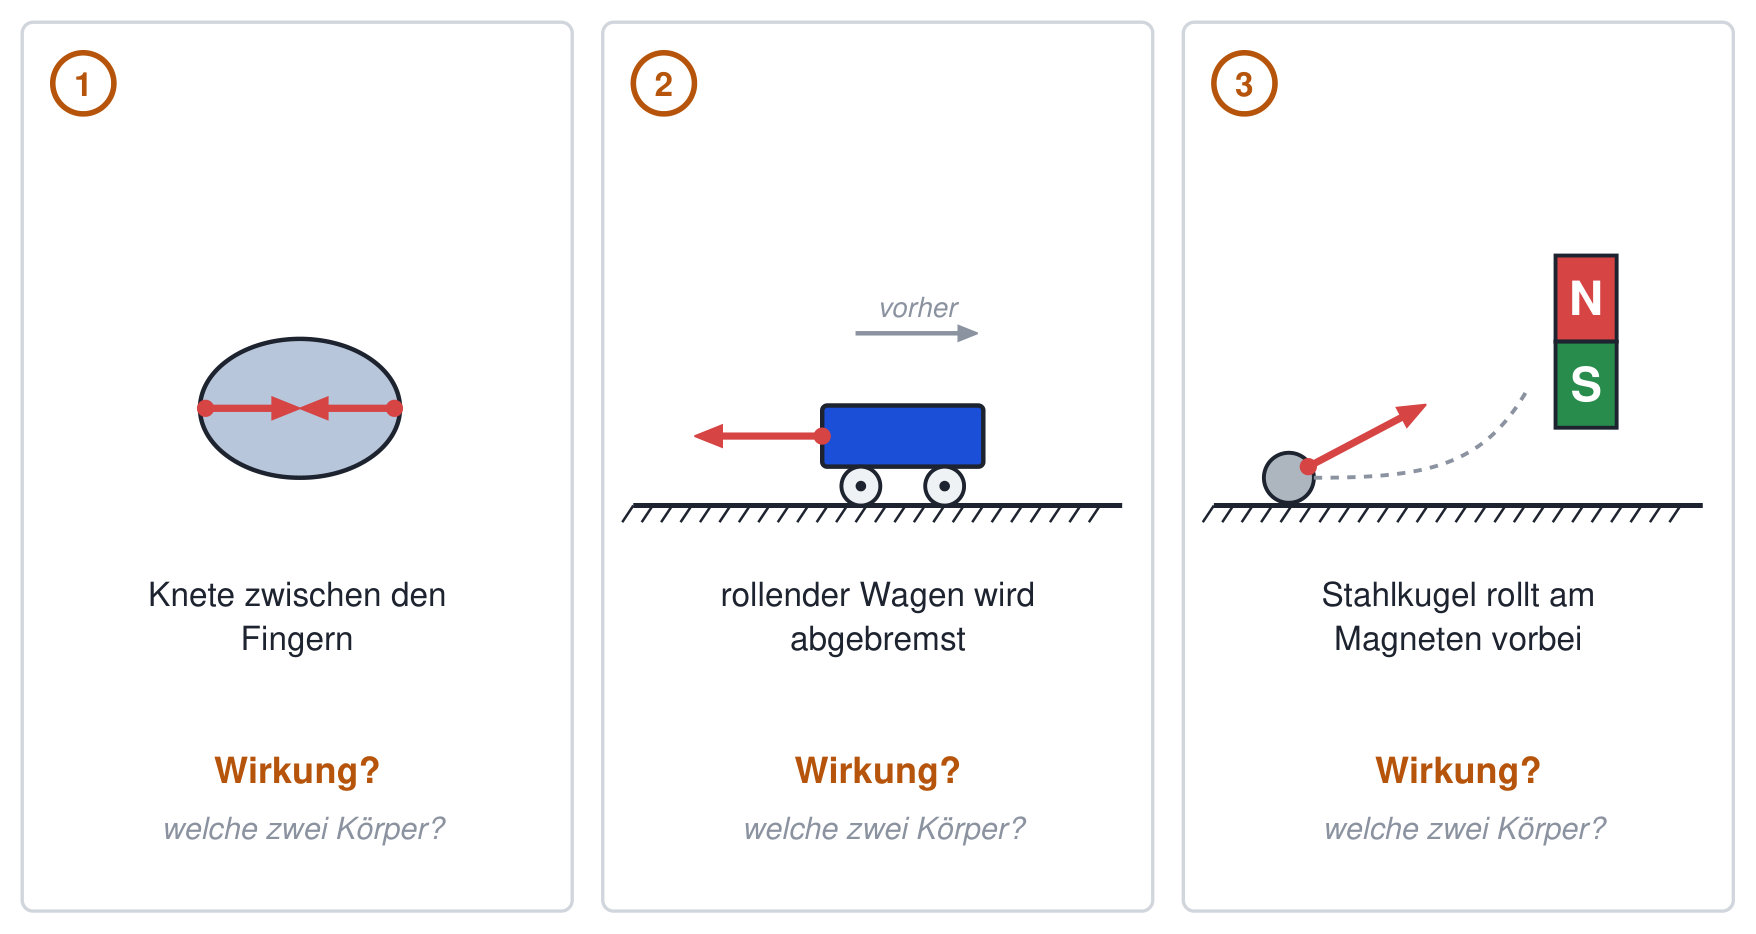 1
Knete zwischen den
Fingern
Wirkung?
welche zwei Körper?
2
vorher
rollender Wagen wird
abgebremst
Wirkung?
welche zwei Körper?
3
N
S
Stahlkugel rollt am
Magneten vorbei
Wirkung?
welche zwei Körper?